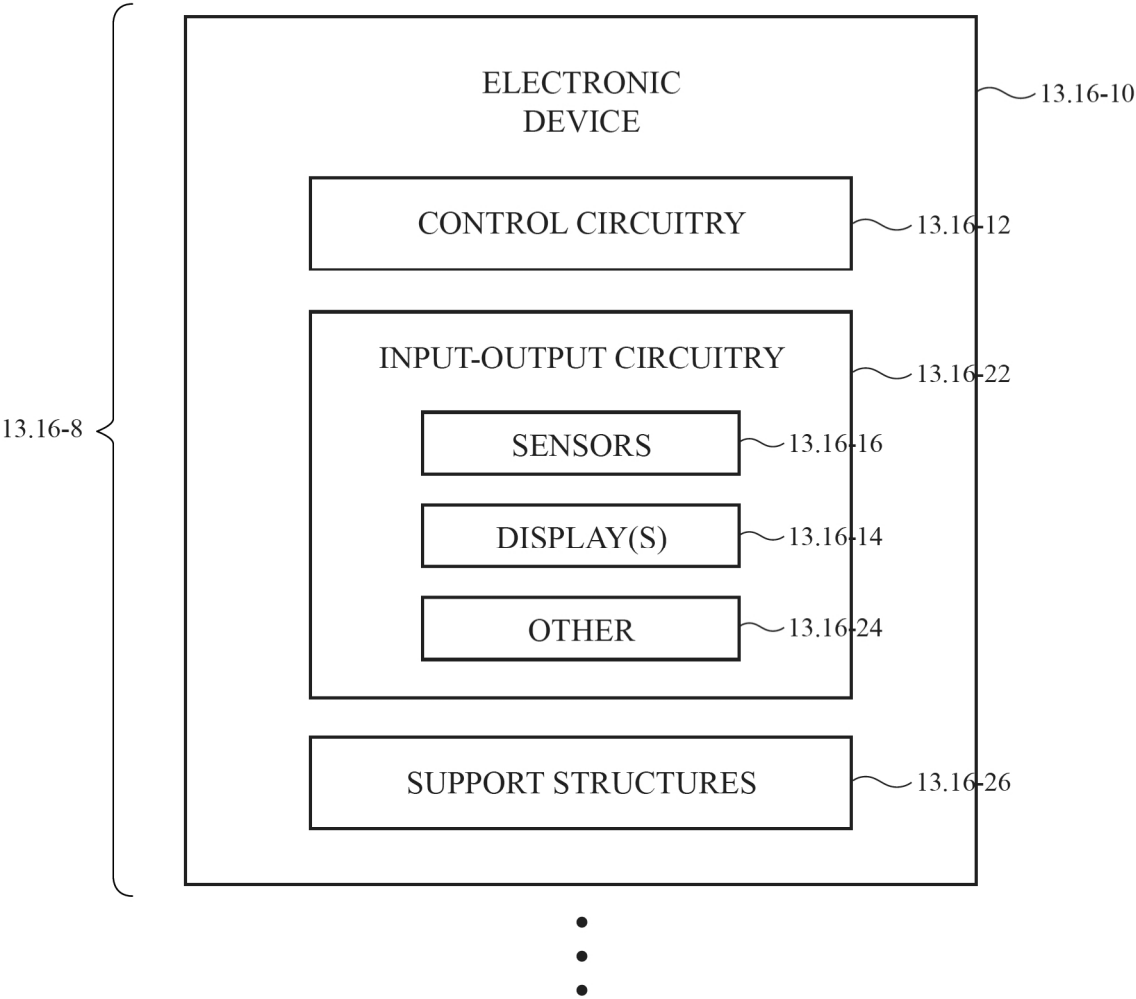 ELECTRONIC
DEVICE
13.16-10
CONTROL CIRCUITRY
13.16-12
INPUT-OUTPUT CIRCUITRY
13.16-22
13.16-8
SENSORS
13.16-16
DISPLAY(S)
13.16-14
OTHER
13.16-24
SUPPORT STRUCTURES
13.16-26